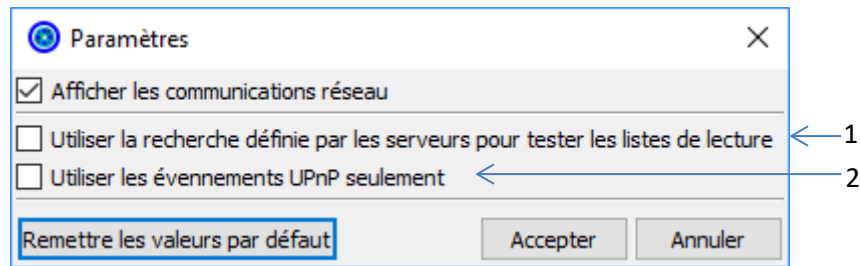 Paramètres
Afficher les communications réseau
Utiliser la recherche définie par les serveurs pour tester les listes de lecture
1
Utiliser les évennements UPnP seulement
2
Remettre les valeurs par défaut Accepter Annuler